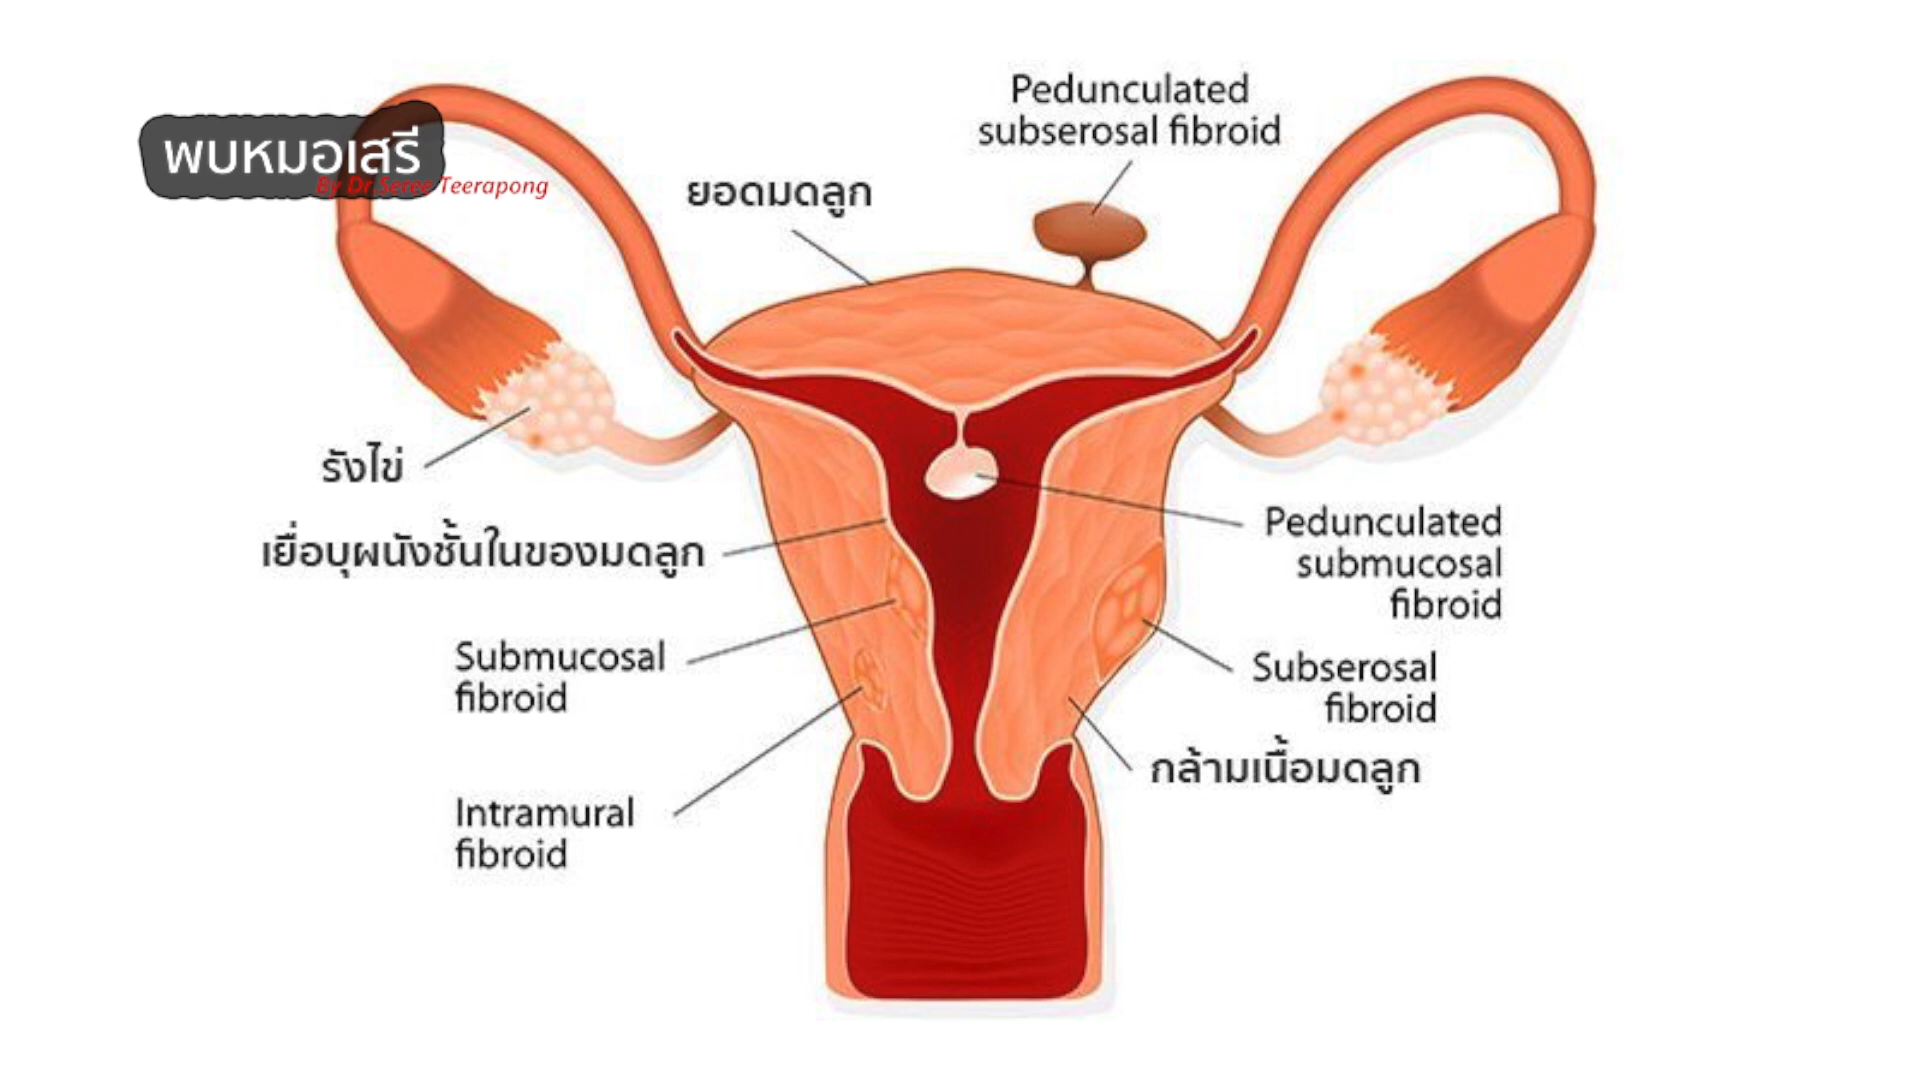 พบหมอเสรี
By Dr.Seree Teerapong
Pedunculated
subserosal fibroid
ยอดมดลูก
รังไข่
เยื่อบุผนังชั้นในของมดลูก
Submucosal
fibroid
Intramural
fibroid
Pedunculated
submucosal
fibroid
Subserosal
fibroid
กล้ามเนื้อมดลูก